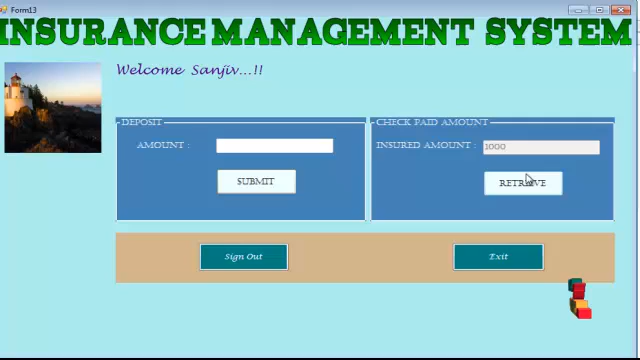 Form13
INSURANCE MANAGEMENT SYSTEM
Welcome Sanjiv...!!
DEPOSIT
AMOUNT :
SUBMIT
CHECK PAID AMOUNT
INSURED AMOUNT : 1000
RETRIEVE
Sign Out
Exit